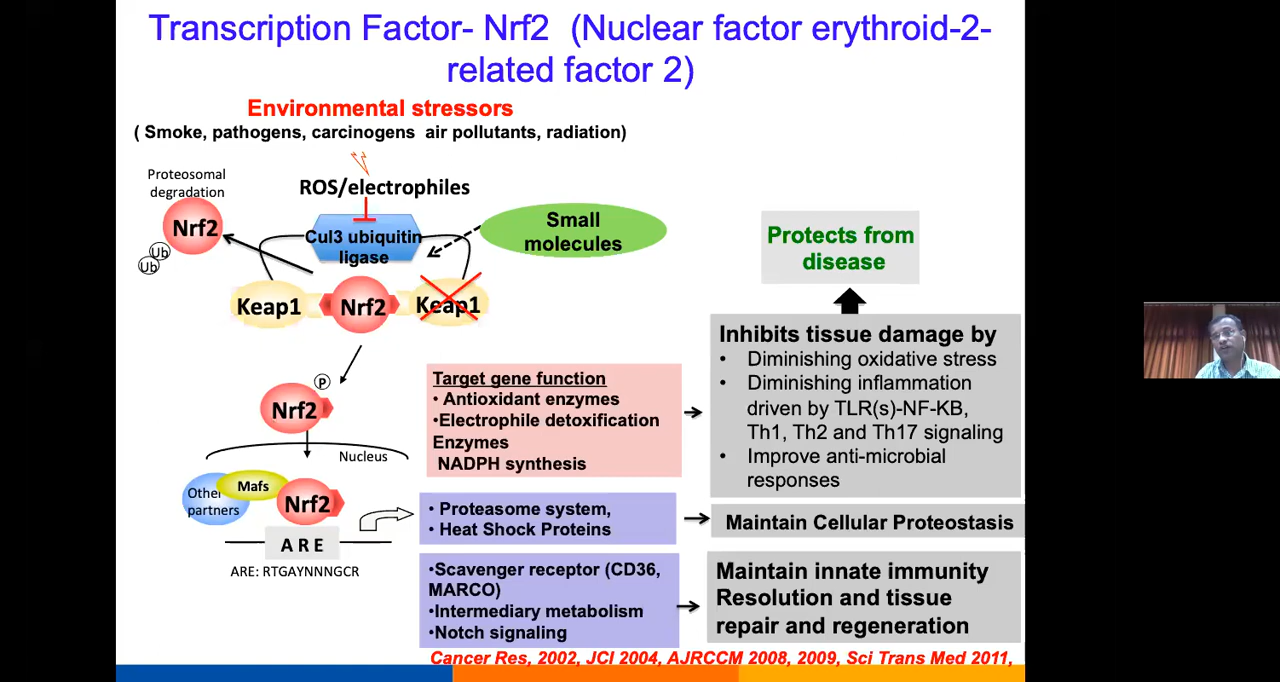 Transcription Factor- Nrf2 (Nuclear factor erythroid-2-
related factor 2)
Environmental stressors
( Smoke, pathogens, carcinogens air pollutants, radiation)
Proteosomal
degradation
ROS/electrophiles
Nrf2
Ub
Ub
Cul3 ubiquitin
ligase
Small
molecules
Keap1
Nrf2
Keap1
P
Nrf2
Nucleus
Other
partners
Mafs
Nrf2
A R E
ARE: RTGAYNNNGCR
Target gene function
• Antioxidant enzymes
•Electrophile detoxification
Enzymes
NADPH synthesis
• Proteasome system,
• Heat Shock Proteins
•Scavenger receptor (CD36,
MARCO)
•Intermediary metabolism
•Notch signaling
Protects from
disease
Inhibits tissue damage by
• Diminishing oxidative stress
• Diminishing inflammation
driven by TLR(s)-NF-KB,
Th1, Th2 and Th17 signaling
• Improve anti-microbial
responses
Maintain Cellular Proteostasis
Maintain innate immunity
Resolution and tissue
repair and regeneration
Cancer Res, 2002, JCI 2004, AJRCCM 2008, 2009, Sci Trans Med 2011,